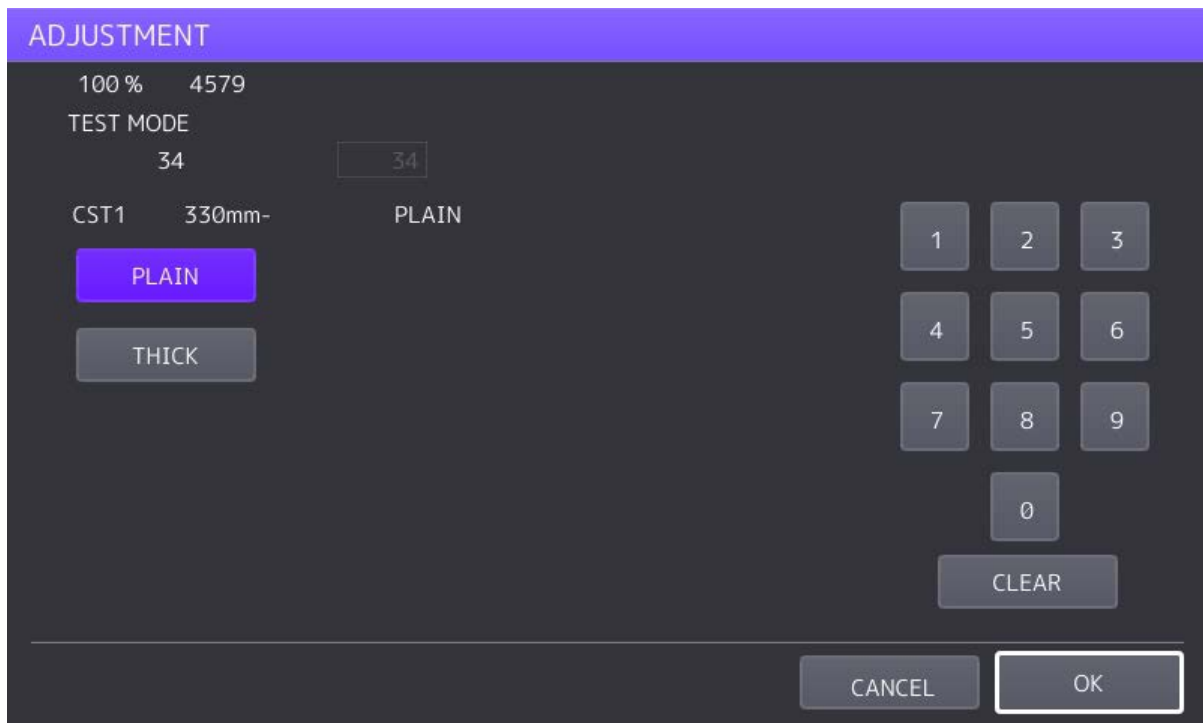 ADJUSTMENT
100 % 4579
TEST MODE
34 34
CST1 330mm- PLAIN
PLAIN
THICK
1 2 3
4 5 6
7 8 9
0
CLEAR
CANCEL OK